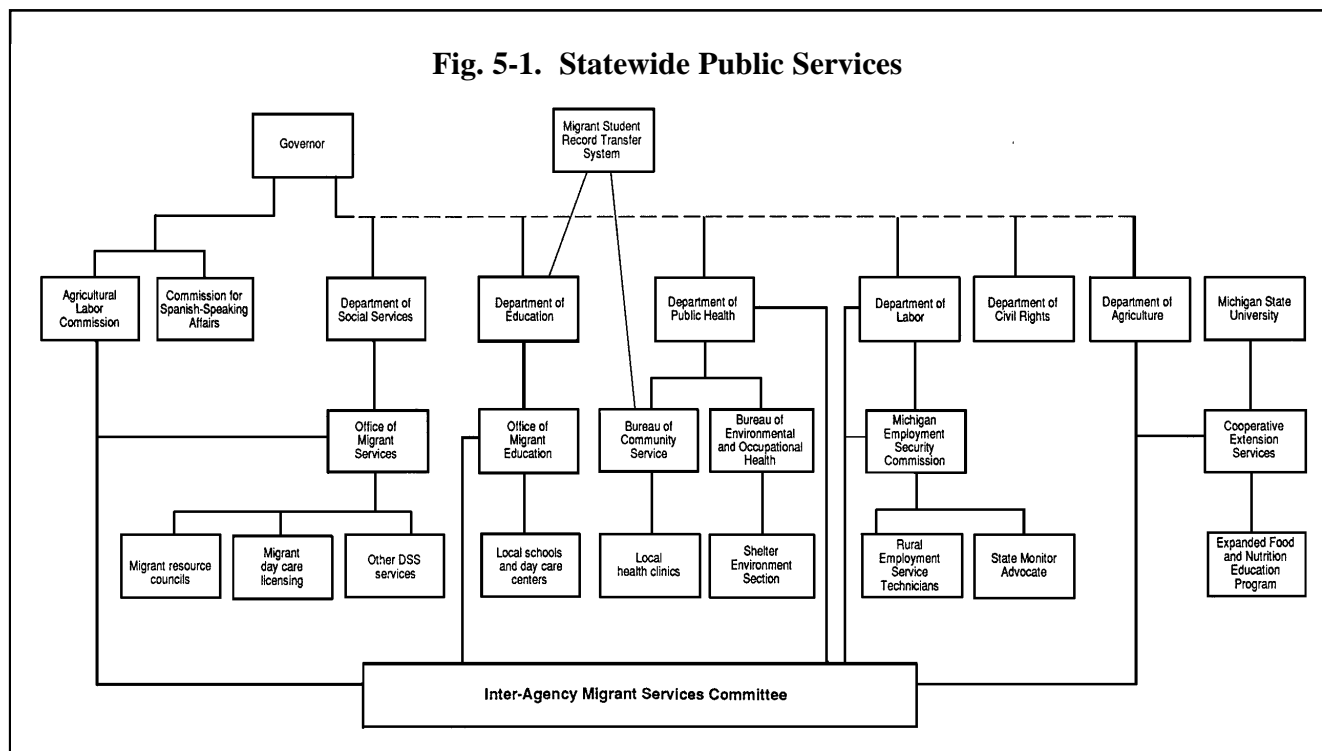 Fig. 5-1. Statewide Public Services
Governor
Migrant Student
Record Transfer
System
Agricultural
Labor
Commission
Commission for
Spanish-Speaking
Affairs
Department of
Social Services
Department of
Education
Department of
Public Health
Department of
Labor
Department of
Civil Rights
Department of
Agriculture
Michigan State
University
Office of
Migrant
Services
Office of
Migrant
Education
Bureau of
Community
Service
Bureau of
Environmental
and Occupational
Health
Michigan
Employment
Security
Commission
Cooperative
Extension
Services
Migrant resource
councils
Migrant
day care
licensing
Other DSS
services
Local schools
and day care
centers
Local
health clinics
Shelter
Environment
Section
Rural
Employment
Service
Technicians
State Monitor
Advocate
Expanded Food
and Nutrition
Education
Program
Inter-Agency Migrant Services Committee